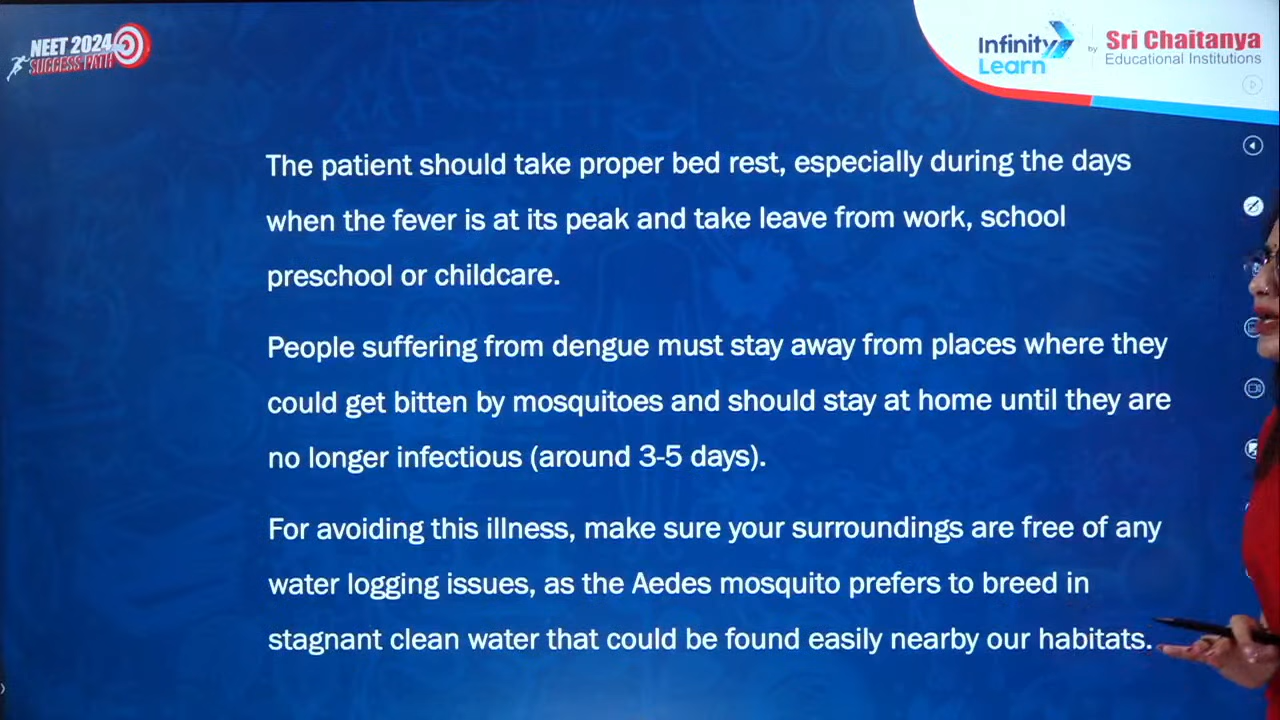 NEET 2024
SUCCESS PATH
Infinity
Learn
by
Sri Chaitanya
Educational Institutions
The patient should take proper bed rest, especially during the days
when the fever is at its peak and take leave from work, school
preschool or childcare.
People suffering from dengue must stay away from places where they
could get bitten by mosquitoes and should stay at home until they are
no longer infectious (around 3-5 days).
For avoiding this illness, make sure your surroundings are free of any
water logging issues, as the Aedes mosquito prefers to breed in
stagnant clean water that could be found easily nearby our habitats.